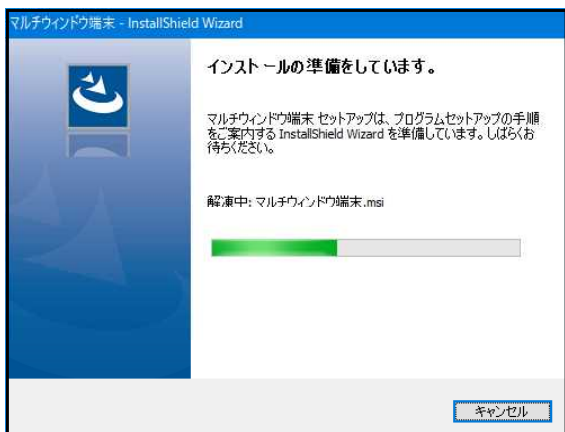 マルチウィンドウ端末 - InstallShield Wizard
インストールの準備をしています。
マルチウィンドウ端末 セットアップは、プログラムセットアップの手順
をご案内する InstallShield Wizard を準備しています。しばらくお
待ちください。
解凍中: マルチウィンドウ端末.msi
キャンセル